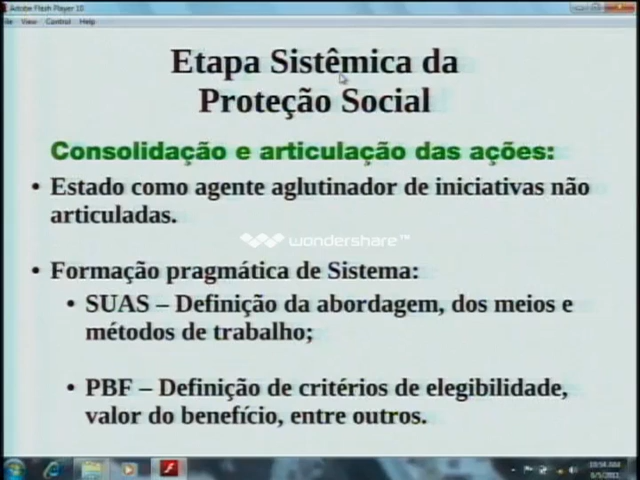 Adobe Flash Player 10
File View Control Help
Etapa Sistêmica da
Proteção Social
Consolidação e articulação das ações:
• Estado como agente aglutinador de iniciativas não
articuladas.
wondershare™
• Formação pragmática de Sistema:
• SUAS – Definição da abordagem, dos meios e
métodos de trabalho;
• PBF – Definição de critérios de elegibilidade,
valor do benefício, entre outros.